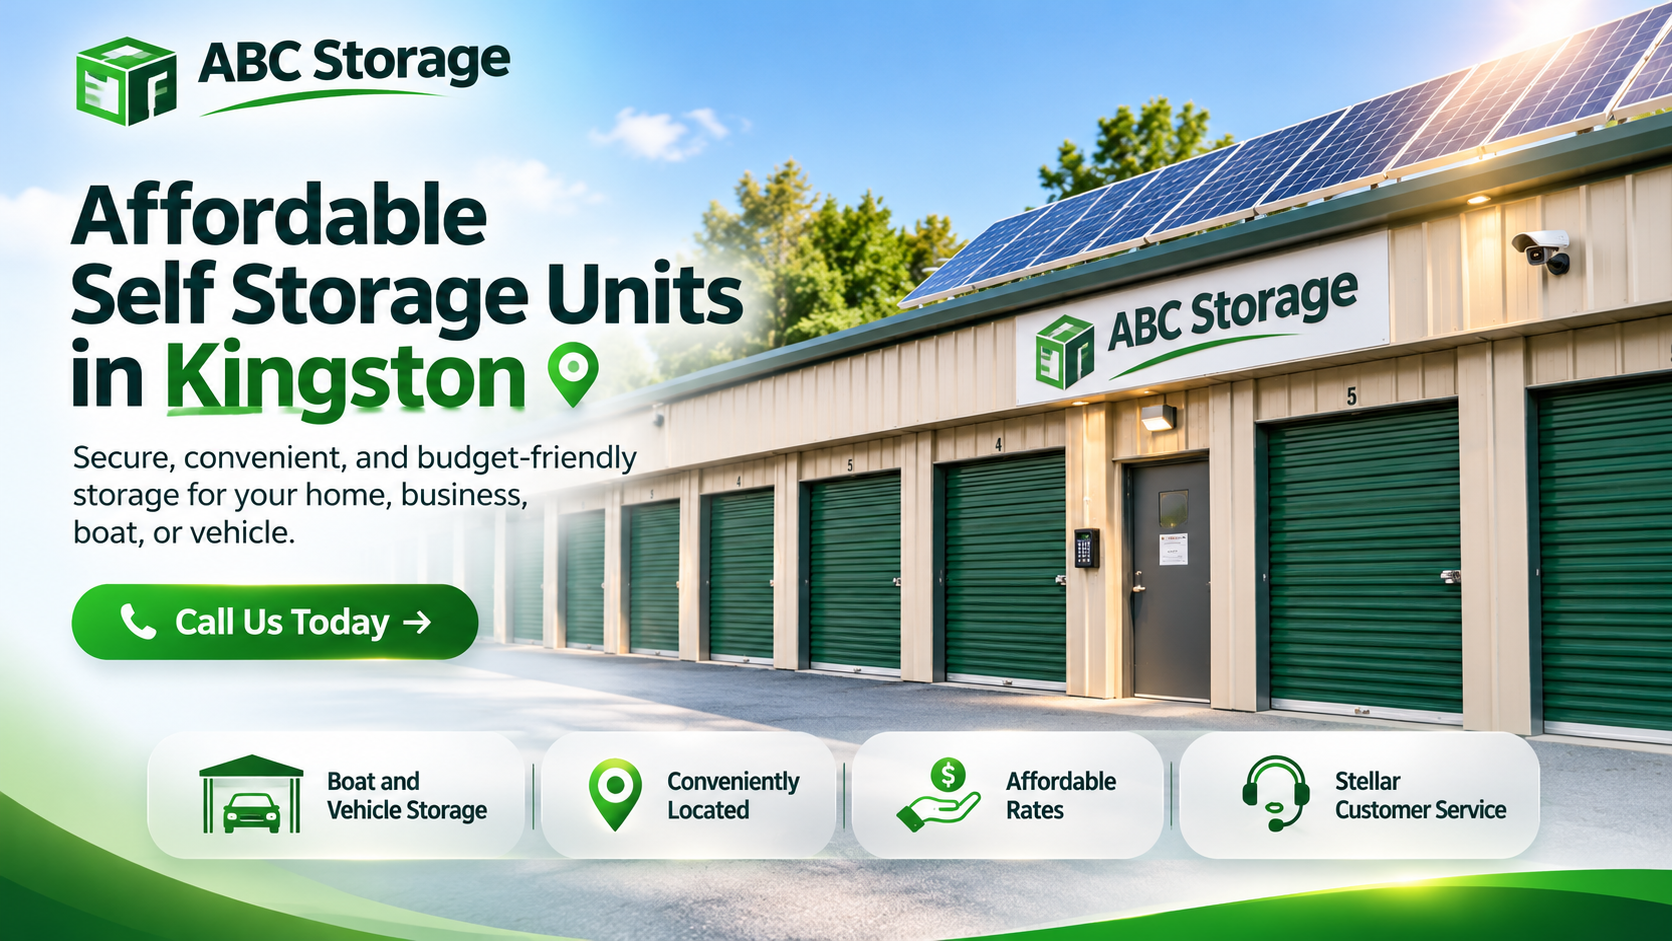 ABC Storage
Affordable
Self Storage Units
in Kingston
Secure, convenient, and budget-friendly
storage for your home, business,
boat, or vehicle.
Call Us Today →
ABC Storage
5
4
5
4
Boat and
Vehicle Storage
Conveniently
Located
$
Affordable
Rates
Stellar
Customer Service